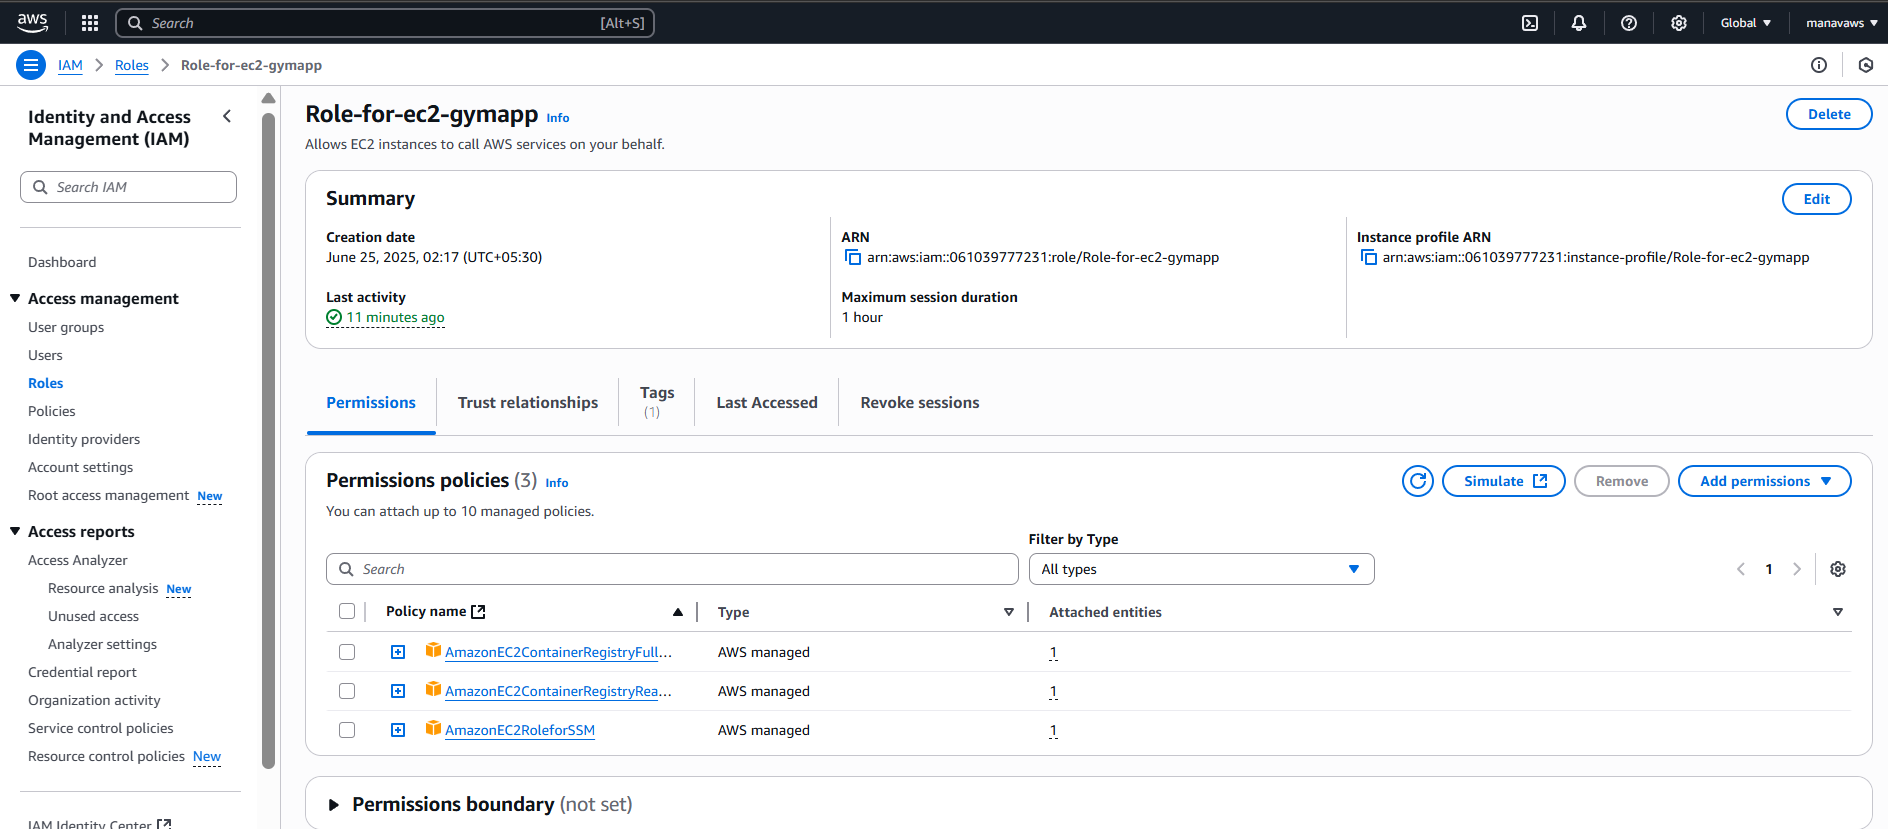 aws
Search [Alt+S]
Global
manavaws
IAM
Roles
Role-for-ec2-gymapp
Identity and Access
Management (IAM)
Search IAM
Dashboard
Access management
User groups
Users
Roles
Policies
Identity providers
Account settings
Root access management New
Access reports
Access Analyzer
Resource analysis New
Unused access
Analyzer settings
Credential report
Organization activity
Service control policies
Resource control policies New
IAM Identity Center
Role-for-ec2-gymapp Info
Delete
Allows EC2 instances to call AWS services on your behalf.
Summary
Edit
Creation date
June 25, 2025, 02:17 (UTC+05:30)
Last activity
11 minutes ago
ARN
arn:aws:iam::061039777231:role/Role-for-ec2-gymapp
Maximum session duration
1 hour
Instance profile ARN
arn:aws:iam::061039777231:instance-profile/Role-for-ec2-gymapp
Permissions
Trust relationships
Tags
(1)
Last Accessed
Revoke sessions
Permissions policies (3) Info
Simulate
Remove
Add permissions
You can attach up to 10 managed policies.
Filter by Type
Search
All types
1
Policy name Type Attached entities
AmazonEC2ContainerRegistryFull... AWS managed 1
AmazonEC2ContainerRegistryRea... AWS managed 1
AmazonEC2RoleforSSM AWS managed 1
Permissions boundary (not set)